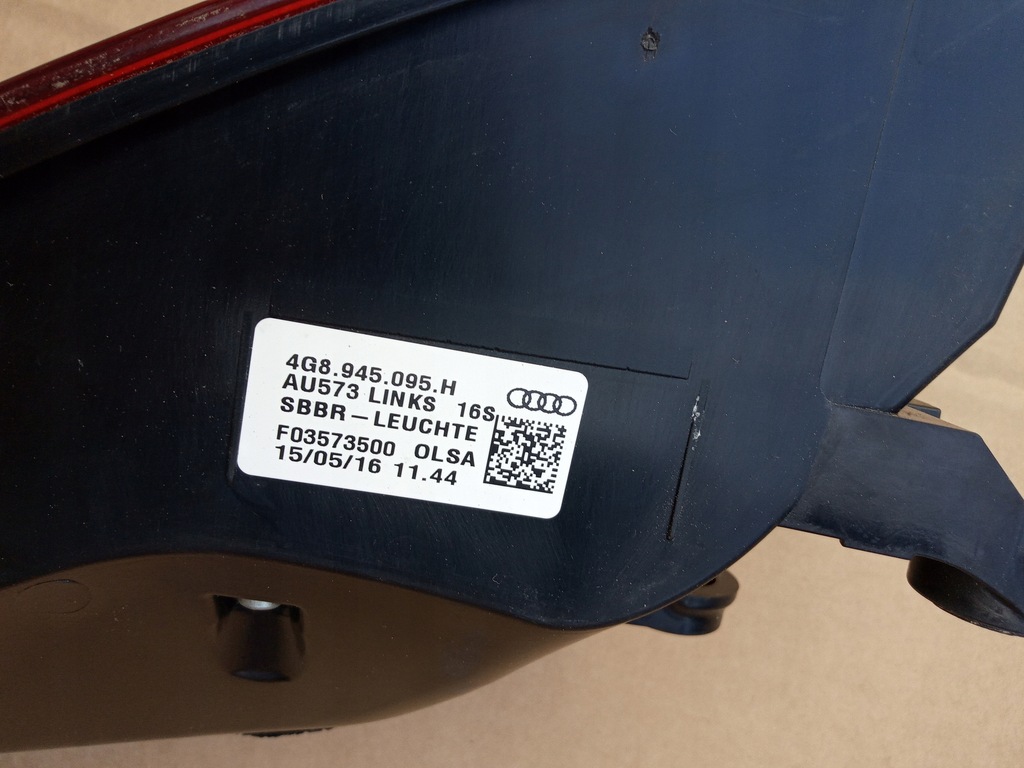 4G8.945.095.H
AU573 LINKS 16S
SBBR-LEUCHTE
F03573500 OLSA
15/05/16 11.44